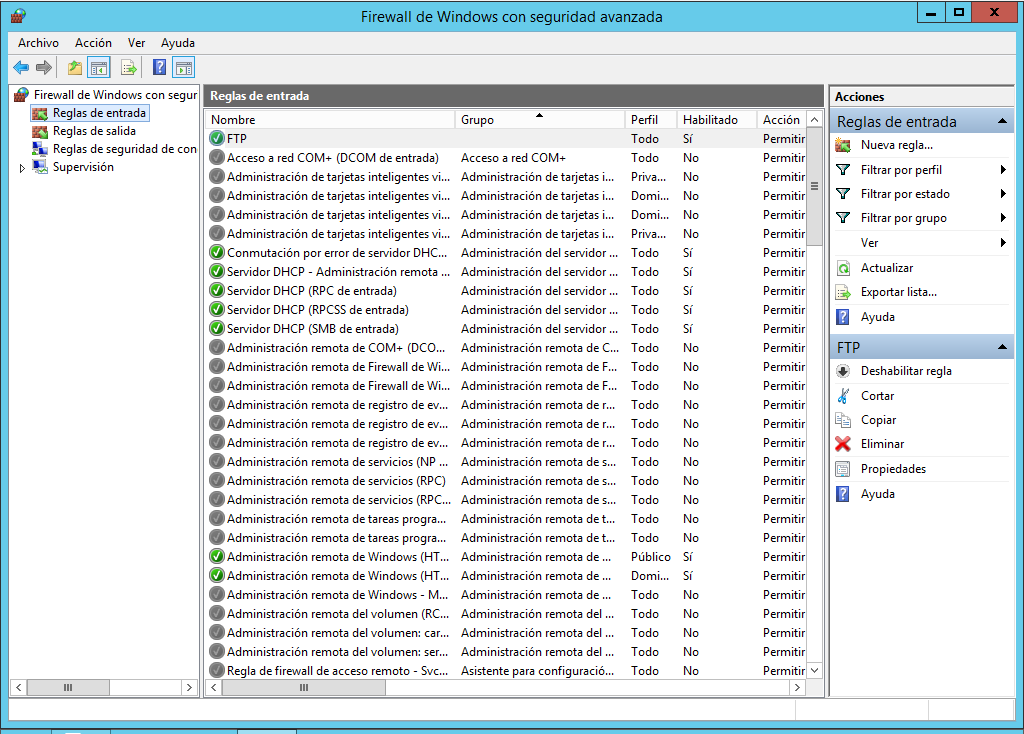 Firewall de Windows con seguridad avanzada
Archivo Acción Ver Ayuda
Firewall de Windows con segur
Reglas de entrada
Reglas de salida
Reglas de seguridad de con
Supervisión
Reglas de entrada
Nombre Grupo Perfil Habilitado Acción
FTP Todo Sí Permitir
Acceso a red COM+ (DCOM de entrada) Acceso a red COM+ Todo No Permitir
Administración de tarjetas inteligentes vi... Administración de tarjetas i... Priva... No Permitir
Administración de tarjetas inteligentes vi... Administración de tarjetas i... Domi... No Permitir
Administración de tarjetas inteligentes vi... Administración de tarjetas i... Domi... No Permitir
Administración de tarjetas inteligentes vi... Administración de tarjetas i... Priva... No Permitir
Conmutación por error de servidor DHC... Administración del servidor ... Todo Sí Permitir
Servidor DHCP - Administración remota ... Administración del servidor ... Todo Sí Permitir
Servidor DHCP (RPC de entrada) Administración del servidor ... Todo Sí Permitir
Servidor DHCP (RPCSS de entrada) Administración del servidor ... Todo Sí Permitir
Servidor DHCP (SMB de entrada) Administración del servidor ... Todo Sí Permitir
Administración remota de COM+ (DCO... Administración remota de C... Todo No Permitir
Administración remota de Firewall de Wi... Administración remota de F... Todo No Permitir
Administración remota de Firewall de Wi... Administración remota de F... Todo No Permitir
Administración remota de registro de ev... Administración remota de r... Todo No Permitir
Administración remota de registro de ev... Administración remota de r... Todo No Permitir
Administración remota de registro de ev... Administración remota de r... Todo No Permitir
Administración remota de servicios (NP ... Administración remota de s... Todo No Permitir
Administración remota de servicios (RPC) Administración remota de s... Todo No Permitir
Administración remota de servicios (RPC... Administración remota de s... Todo No Permitir
Administración remota de tareas progra... Administración remota de t... Todo No Permitir
Administración remota de tareas progra... Administración remota de t... Todo No Permitir
Administración remota de Windows (HT... Administración remota de ... Público Sí Permitir
Administración remota de Windows (HT... Administración remota de ... Domi... Sí Permitir
Administración remota de Windows - M... Administración remota de ... Todo No Permitir
Administración remota del volumen (RC... Administración remota del ... Todo No Permitir
Administración remota del volumen: car... Administración remota del ... Todo No Permitir
Administración remota del volumen: ser... Administración remota del ... Todo No Permitir
Regla de firewall de acceso remoto - Svc... Asistente para configuració... Todo No Permitir
Acciones
Reglas de entrada
Nueva regla...
Filtrar por perfil
Filtrar por estado
Filtrar por grupo
Ver
Actualizar
Exportar lista...
Ayuda
FTP
Deshabilitar regla
Cortar
Copiar
Eliminar
Propiedades
Ayuda